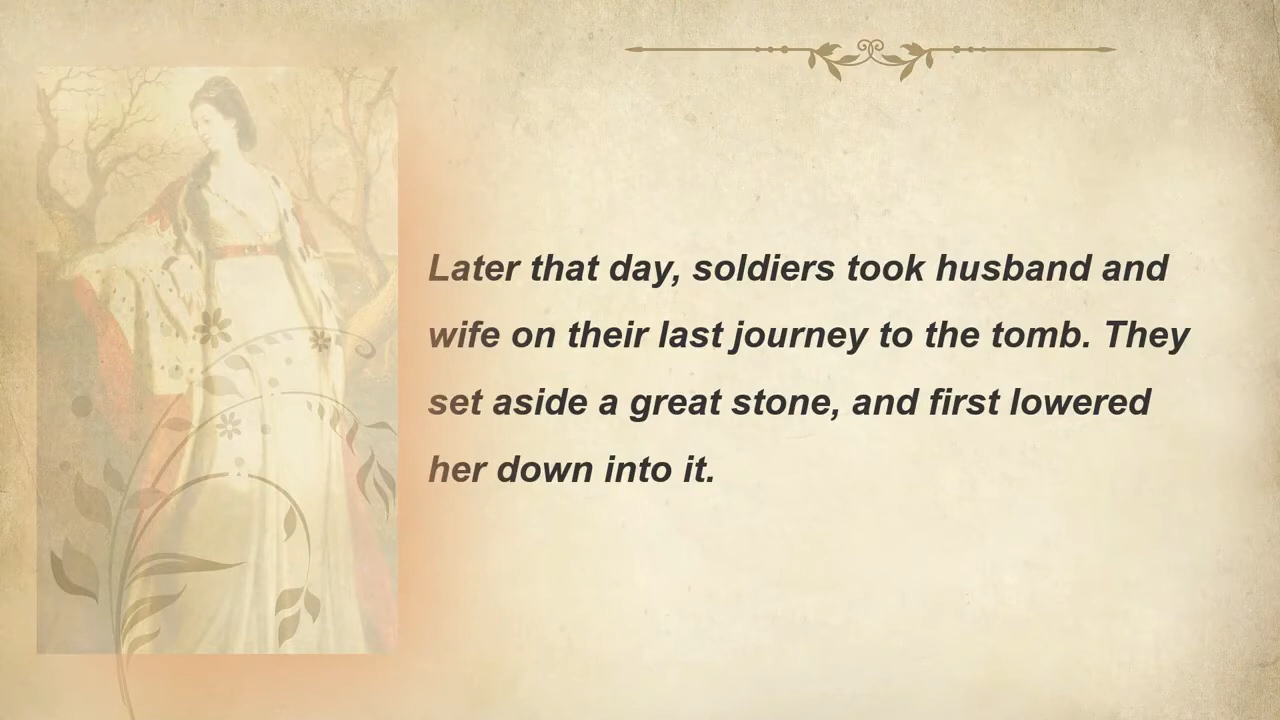 Later that day, soldiers took husband and
wife on their last journey to the tomb. They
set aside a great stone, and first lowered
her down into it.